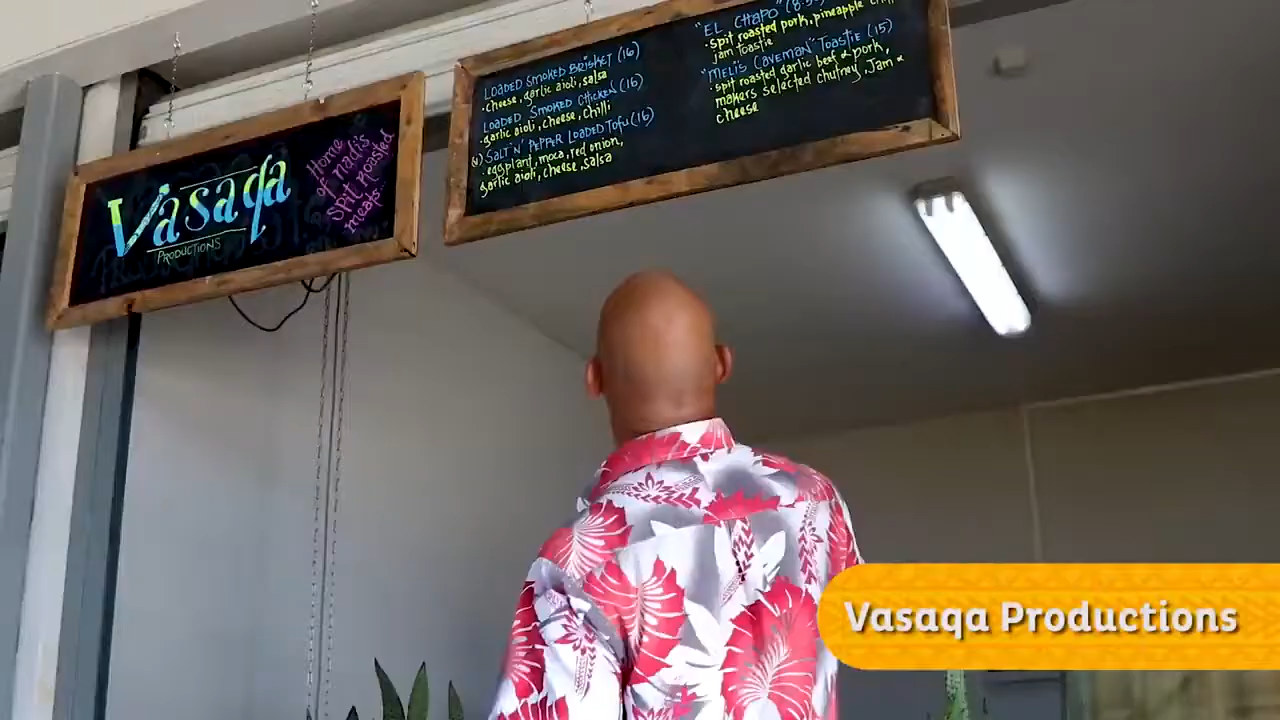 Vasaqa
PRODUCTIONS
Home
of Nadi's
Spit Roasted
meats...
LOADED SMOKED BRISKET (16)
· cheese, garlic aioli, salsa
LOADED SMOKED CHICKEN (16)
· garlic aioli, cheese, Chilli
(v) SALT 'N' PEPPER LOADED Tofu (16)
· eggplant, moca, red onion,
garlic aioli, cheese, salsa
"EL CHAPO"
· spit roasted pork, pineapple chilli
jam toastie
"MELIS CAVEMAN" TOASTIE (15)
· spit roasted garlic beef & pork,
makers selected chutney, Jam &
cheese
Vasaqa Productions